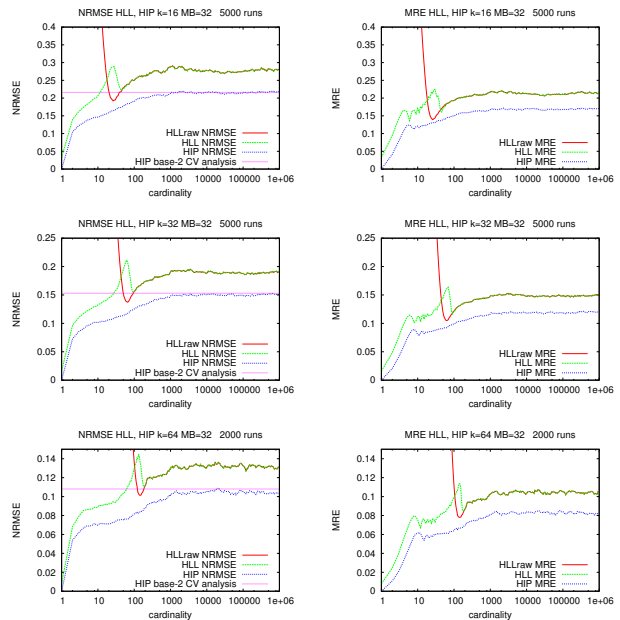 NRMSE HLL, HIP k=16 MB=32 5000 runs
0.4
0.35
0.3
0.25
0.2
0.15
0.1
0.05
0
NRMSE
HLLraw NRMSE
HLL NRMSE
HIP NRMSE
HIP base-2 CV analysis
1 10 100 1000 10000 100000 1e+06
cardinality
MRE HLL, HIP k=16 MB=32 5000 runs
0.4
0.35
0.3
0.25
0.2
0.15
0.1
0.05
0
MRE
HLLraw MRE
HLL MRE
HIP MRE
1 10 100 1000 10000 100000 1e+06
cardinality
NRMSE HLL, HIP k=32 MB=32 5000 runs
0.25
0.2
0.15
0.1
0.05
0
NRMSE
HLLraw NRMSE
HLL NRMSE
HIP NRMSE
HIP base-2 CV analysis
1 10 100 1000 10000 100000 1e+06
cardinality
MRE HLL, HIP k=32 MB=32 5000 runs
0.25
0.2
0.15
0.1
0.05
0
MRE
HLLraw MRE
HLL MRE
HIP MRE
1 10 100 1000 10000 100000 1e+06
cardinality
NRMSE HLL, HIP k=64 MB=32 2000 runs
0.14
0.12
0.1
0.08
0.06
0.04
0.02
0
NRMSE
HLLraw NRMSE
HLL NRMSE
HIP NRMSE
HIP base-2 CV analysis
1 10 100 1000 10000 100000 1e+06
cardinality
MRE HLL, HIP k=64 MB=32 2000 runs
0.14
0.12
0.1
0.08
0.06
0.04
0.02
0
MRE
HLLraw MRE
HLL MRE
HIP MRE
1 10 100 1000 10000 100000 1e+06
cardinality